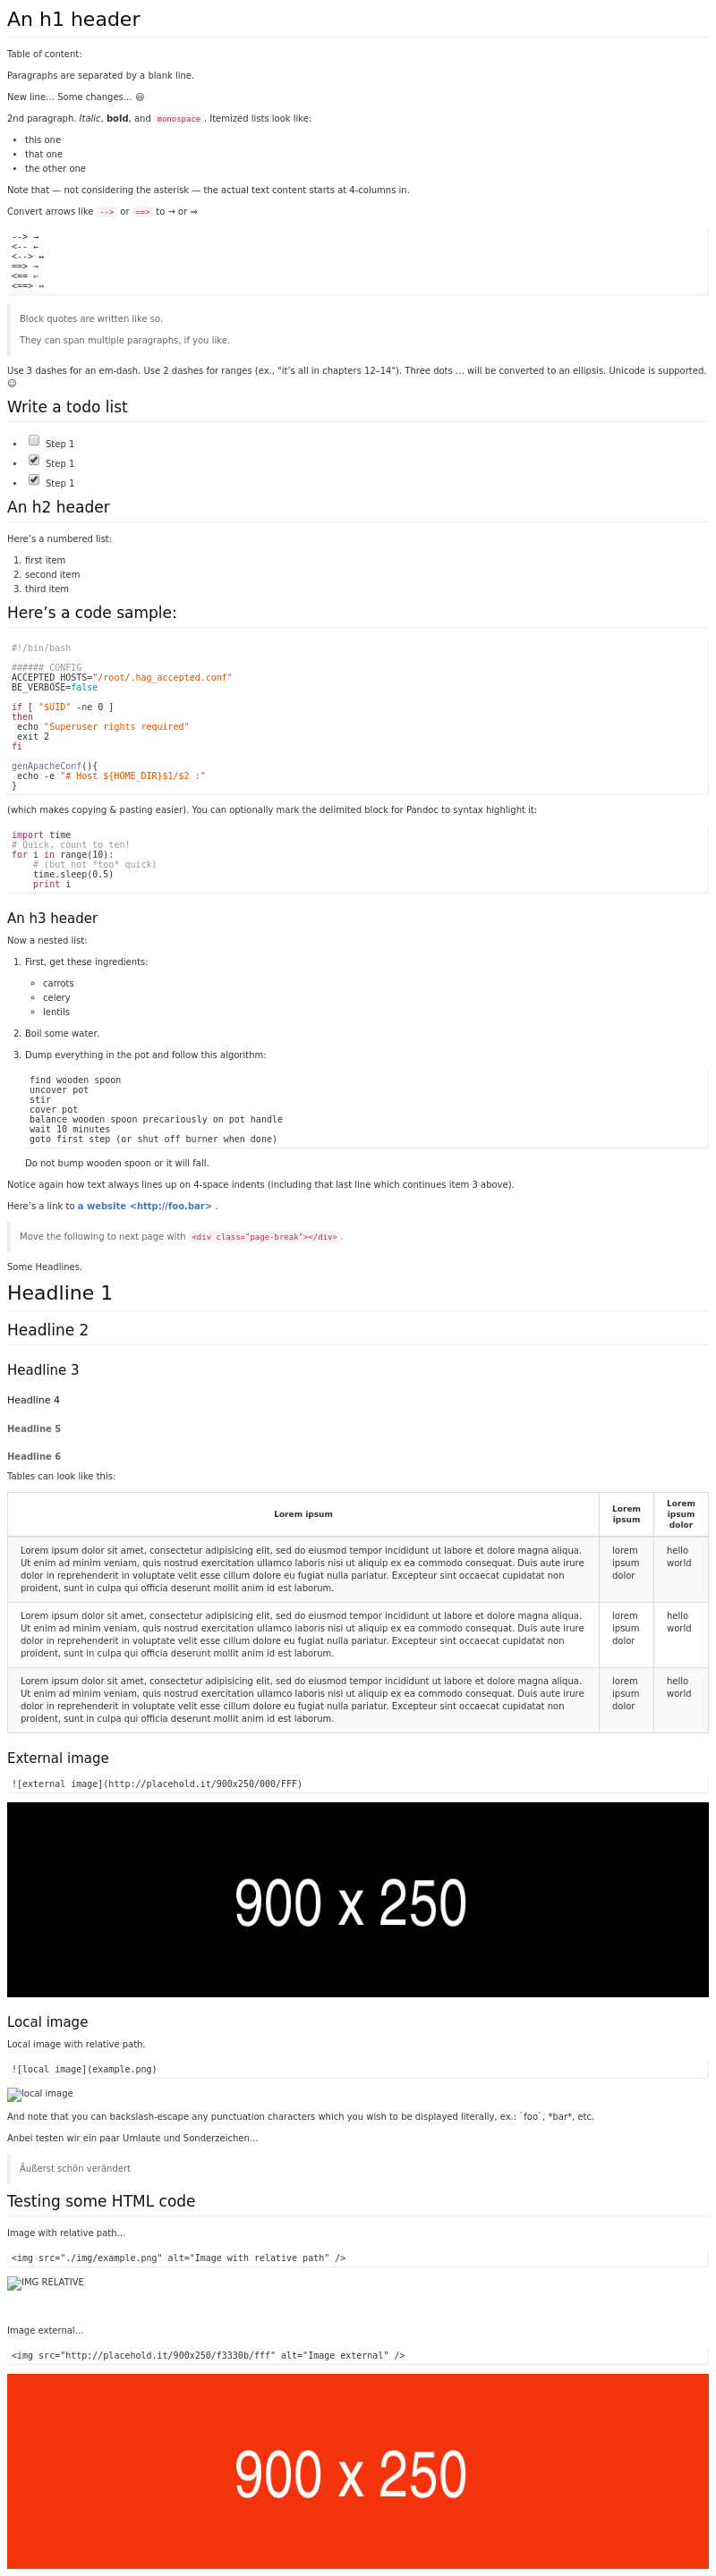 An h1 header
Table of content:
Paragraphs are separated by a blank line.
New line… Some changes… 😃
2nd paragraph. Italic, bold, and monospace. Itemized lists look like:
• this one
• that one
• the other one
Note that — not considering the asterisk — the actual text content starts at 4-columns in.
Convert arrows like --> or ==> to → or ⇒
--> →
<-- ←
<--> ↔
==> ⇒
<== ⇐
<==> ⇔
Block quotes are written like so.
They can span multiple paragraphs, if you like.
Use 3 dashes for an em-dash. Use 2 dashes for ranges (ex., "it’s all in chapters 12–14"). Three dots … will be converted to an ellipsis. Unicode is supported.
☺
Write a todo list
• ☐ Step 1
• ☑ Step 1
• ☑ Step 1
An h2 header
Here’s a numbered list:
1. first item
2. second item
3. third item
Here’s a code sample:
#!/bin/bash
###### CONFIG
ACCEPTED_HOSTS="/root/.hag_accepted.conf"
BE_VERBOSE=false
if [ "$UID" -ne 0 ]
then
 echo "Superuser rights required"
 exit 2
fi
genApacheConf(){
 echo -e "# Host ${HOME_DIR}$1/$2 :"
}
(which makes copying & pasting easier). You can optionally mark the delimited block for Pandoc to syntax highlight it:
import time
# Quick, count to ten!
for i in range(10):
    # (but not *too* quick)
    time.sleep(0.5)
    print i
An h3 header
Now a nested list:
1. First, get these ingredients:
◦ carrots
◦ celery
◦ lentils
2. Boil some water.
3. Dump everything in the pot and follow this algorithm:
find wooden spoon
uncover pot
stir
cover pot
balance wooden spoon precariously on pot handle
wait 10 minutes
goto first step (or shut off burner when done)
Do not bump wooden spoon or it will fall.
Notice again how text always lines up on 4-space indents (including that last line which continues item 3 above).
Here’s a link to a website <http://foo.bar> .
Move the following to next page with <div class="page-break"></div>.
Some Headlines.
Headline 1
Headline 2
Headline 3
Headline 4
Headline 5
Headline 6
Tables can look like this:
Lorem ipsum
Lorem
ipsum
Lorem
ipsum
dolor
Lorem ipsum dolor sit amet, consectetur adipisicing elit, sed do eiusmod tempor incididunt ut labore et dolore magna aliqua.
Ut enim ad minim veniam, quis nostrud exercitation ullamco laboris nisi ut aliquip ex ea commodo consequat. Duis aute irure
dolor in reprehenderit in voluptate velit esse cillum dolore eu fugiat nulla pariatur. Excepteur sint occaecat cupidatat non
proident, sunt in culpa qui officia deserunt mollit anim id est laborum.
lorem
ipsum
dolor
hello
world
Lorem ipsum dolor sit amet, consectetur adipisicing elit, sed do eiusmod tempor incididunt ut labore et dolore magna aliqua.
Ut enim ad minim veniam, quis nostrud exercitation ullamco laboris nisi ut aliquip ex ea commodo consequat. Duis aute irure
dolor in reprehenderit in voluptate velit esse cillum dolore eu fugiat nulla pariatur. Excepteur sint occaecat cupidatat non
proident, sunt in culpa qui officia deserunt mollit anim id est laborum.
lorem
ipsum
dolor
hello
world
Lorem ipsum dolor sit amet, consectetur adipisicing elit, sed do eiusmod tempor incididunt ut labore et dolore magna aliqua.
Ut enim ad minim veniam, quis nostrud exercitation ullamco laboris nisi ut aliquip ex ea commodo consequat. Duis aute irure
dolor in reprehenderit in voluptate velit esse cillum dolore eu fugiat nulla pariatur. Excepteur sint occaecat cupidatat non
proident, sunt in culpa qui officia deserunt mollit anim id est laborum.
lorem
ipsum
dolor
hello
world
External image
![external image](http://placehold.it/900x250/000/FFF)
900 x 250
Local image
Local image with relative path.
![local image](example.png)
local image
And note that you can backslash-escape any punctuation characters which you wish to be displayed literally, ex.: `foo`, *bar*, etc.
Anbei testen wir ein paar Umlaute und Sonderzeichen…
Äußerst schön verändert
Testing some HTML code
Image with relative path…
<img src="./img/example.png" alt="Image with relative path" />
IMG RELATIVE
Image external…
<img src="http://placehold.it/900x250/f3330b/fff" alt="Image external" />
900 x 250